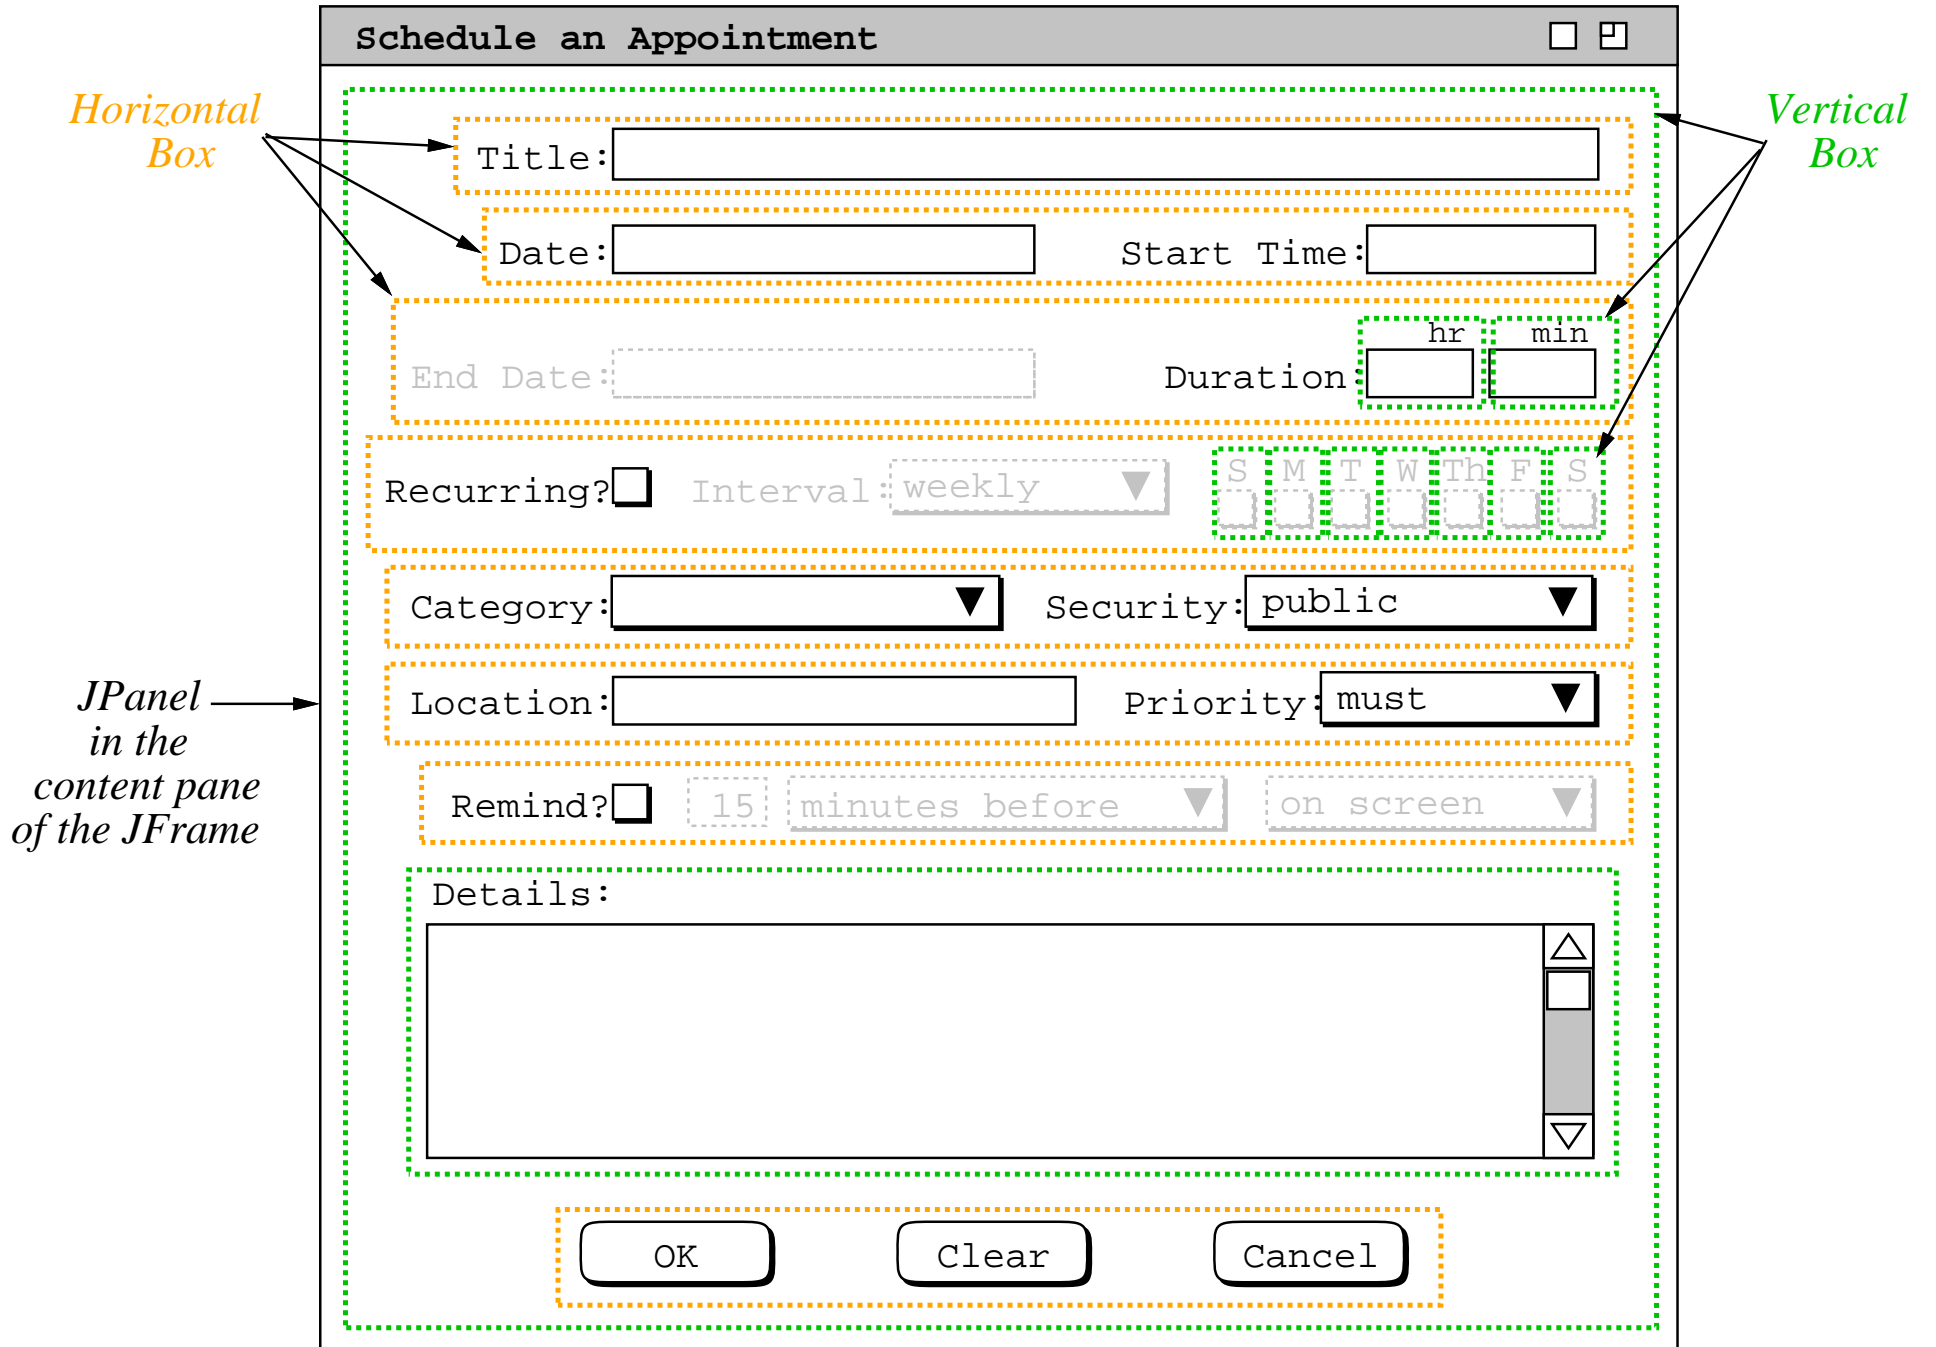 Schedule an Appointment
Horizontal
Box
Vertical
Box
Title:
Date:
Start Time:
hr
min
End Date:
Duration:
S M T W Th F S
Recurring?
Interval:
weekly
Category:
Security:
public
Location:
Priority:
must
JPanel
in the
content pane
of the JFrame
Remind?
15
minutes before
on screen
Details:
OK
Clear
Cancel